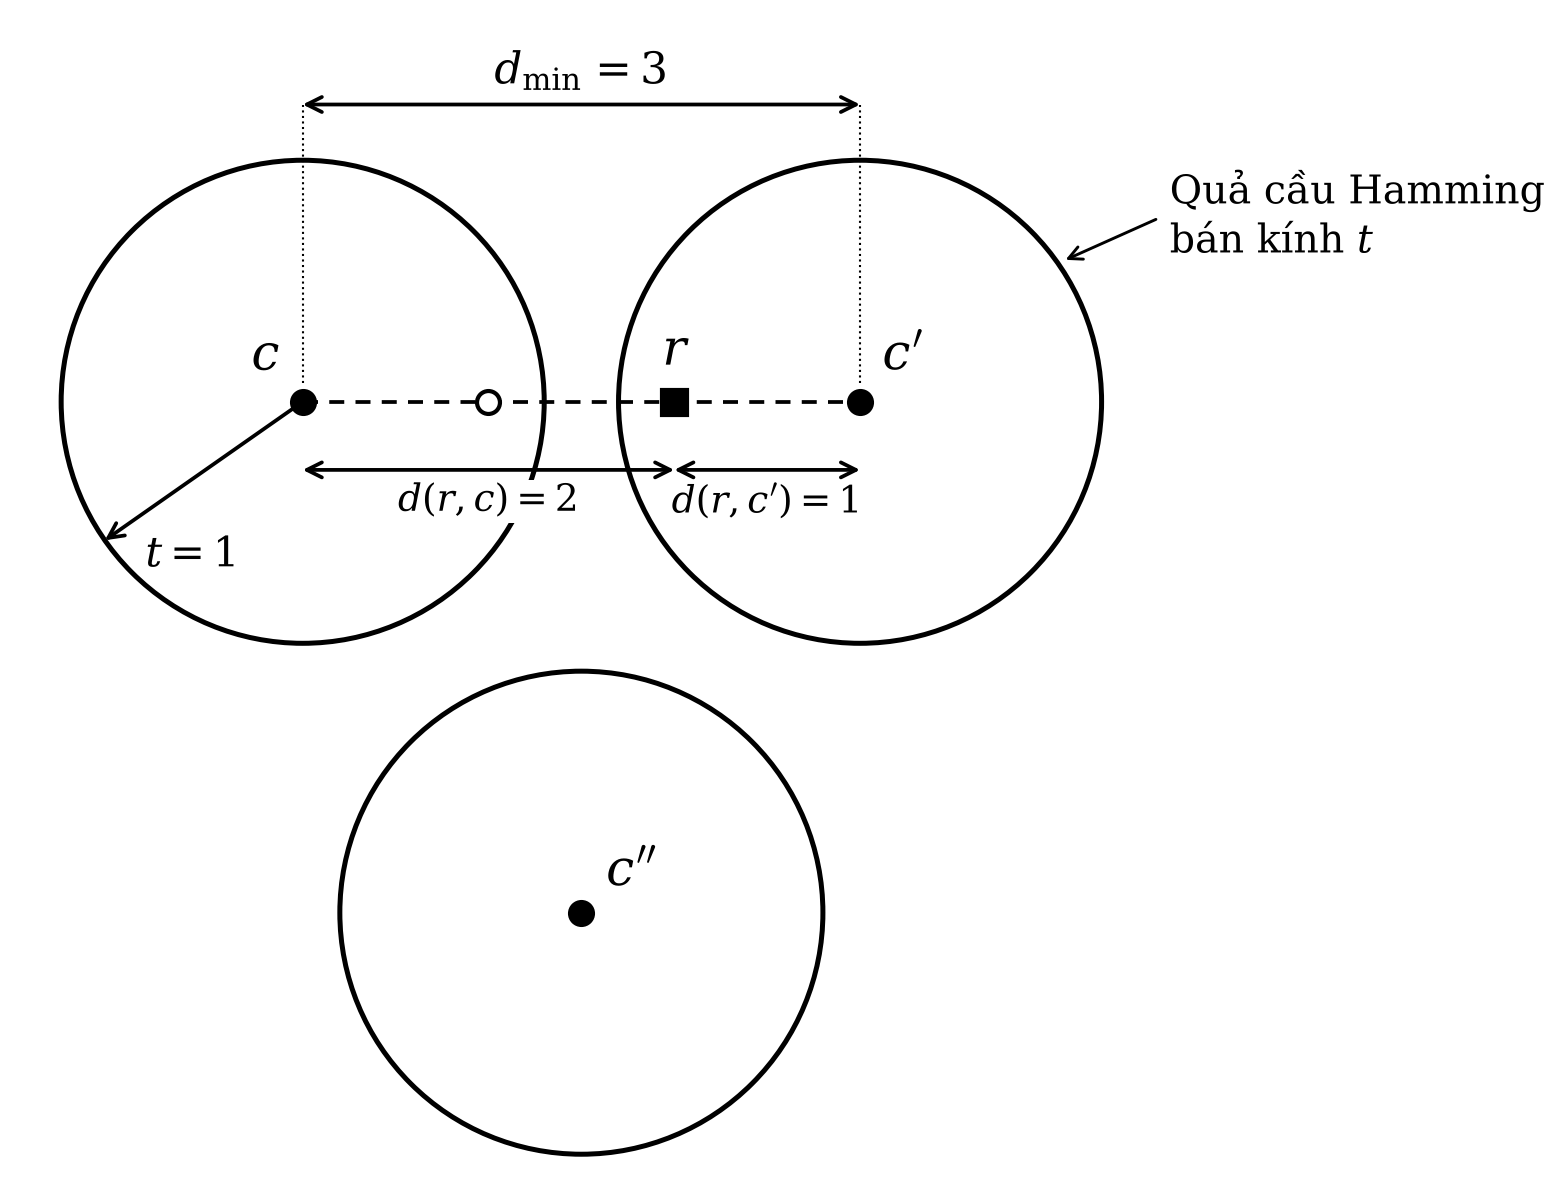 d_min = 3
Quả cầu Hamming
bán kính t
c
r
c′
d(r, c) = 2
d(r, c′) = 1
t = 1
c″